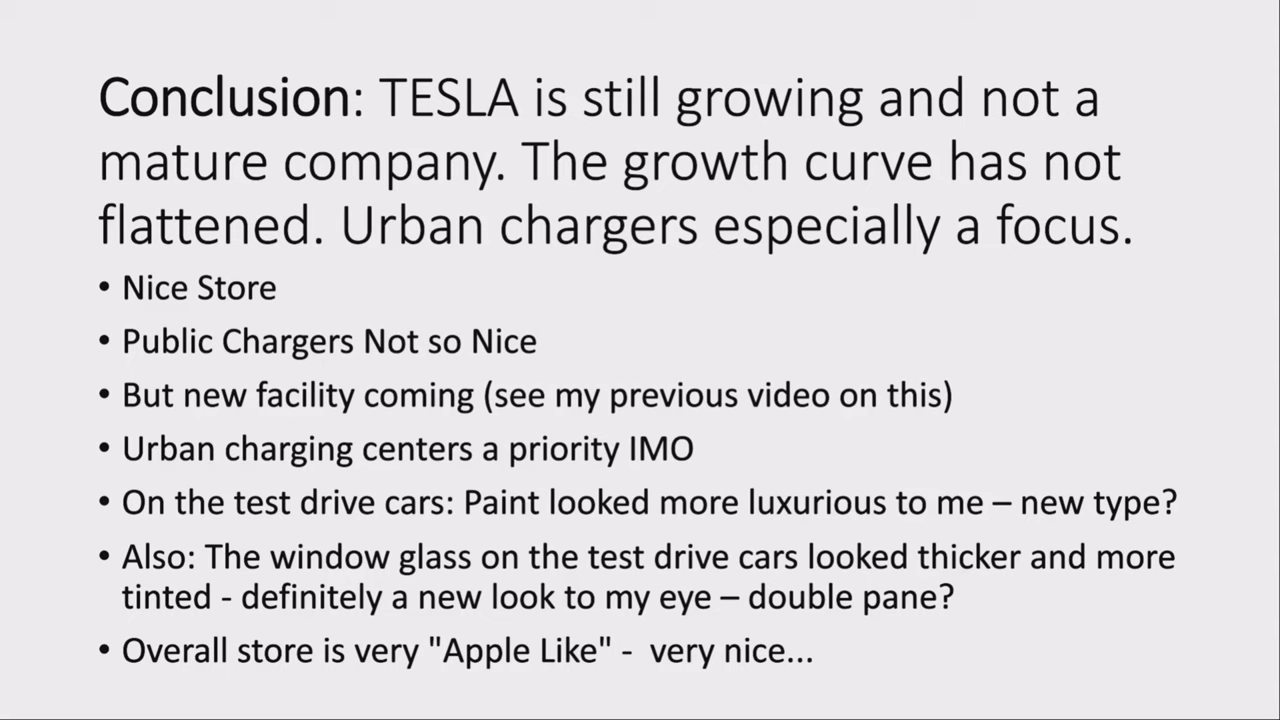 Conclusion: TESLA is still growing and not a
mature company. The growth curve has not
flattened. Urban chargers especially a focus.
• Nice Store
• Public Chargers Not so Nice
• But new facility coming (see my previous video on this)
• Urban charging centers a priority IMO
• On the test drive cars: Paint looked more luxurious to me – new type?
• Also: The window glass on the test drive cars looked thicker and more
tinted - definitely a new look to my eye – double pane?
• Overall store is very "Apple Like" -  very nice...